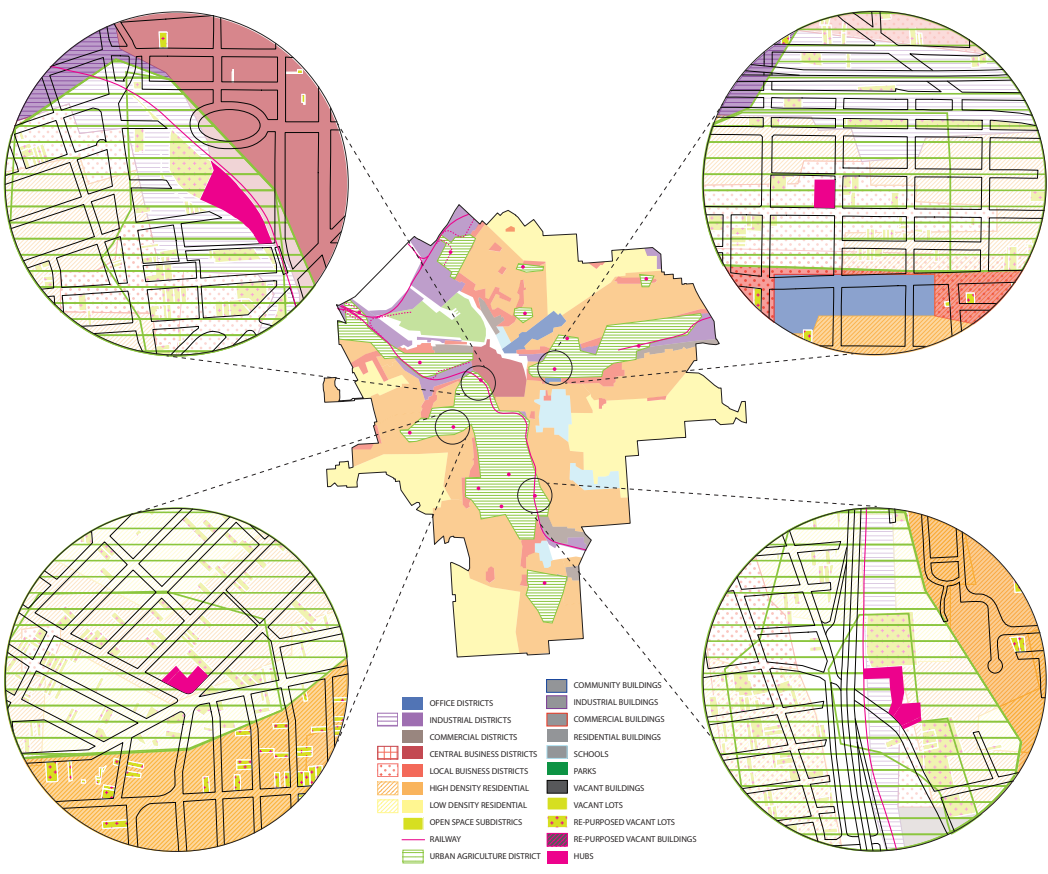 OFFICE DISTRICTS
INDUSTRIAL DISTRICTS
COMMERCIAL DISTRICTS
CENTRAL BUSINESS DISTRICTS
LOCAL BUSINESS DISTRICTS
HIGH DENSITY RESIDENTIAL
LOW DENSITY RESIDENTIAL
OPEN SPACE SUBDISTRICTS
RAILWAY
URBAN AGRICULTURE DISTRICT
COMMUNITY BUILDINGS
INDUSTRIAL BUILDINGS
COMMERCIAL BUILDINGS
RESIDENTIAL BUILDINGS
SCHOOLS
PARKS
VACANT BUILDINGS
VACANT LOTS
RE-PURPOSED VACANT LOTS
RE-PURPOSED VACANT BUILDINGS
HUBS